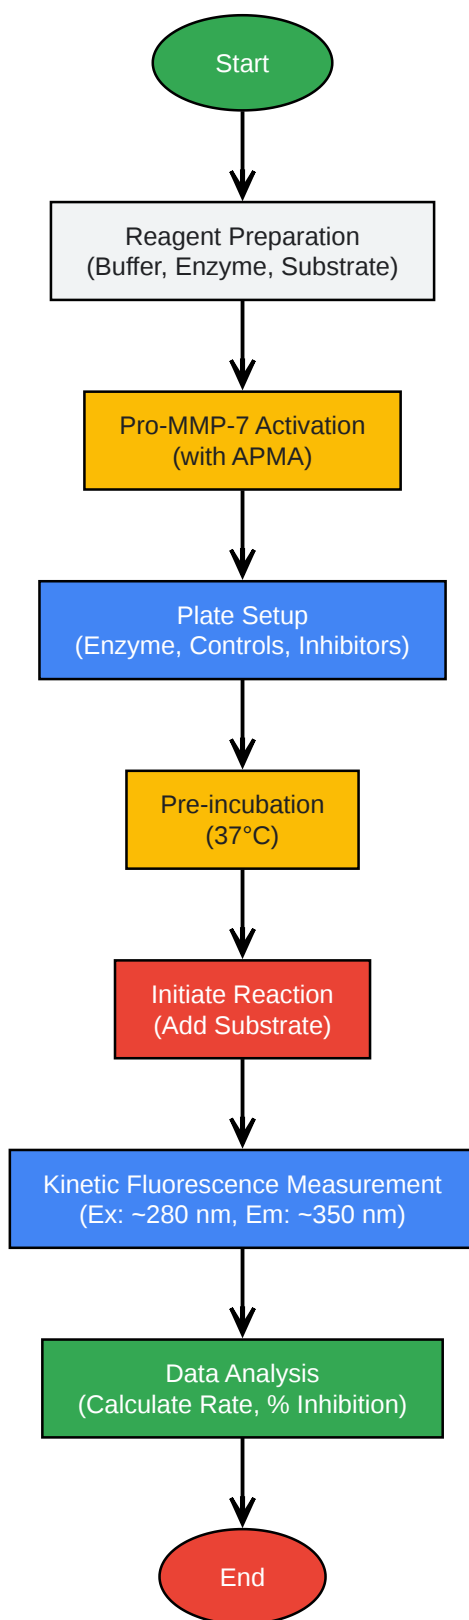 Start
Reagent Preparation
(Buffer, Enzyme, Substrate)
Pro-MMP-7 Activation
(with APMA)
Plate Setup
(Enzyme, Controls, Inhibitors)
Pre-incubation
(37°C)
Initiate Reaction
(Add Substrate)
Kinetic Fluorescence Measurement
(Ex: ~280 nm, Em: ~350 nm)
Data Analysis
(Calculate Rate, % Inhibition)
End